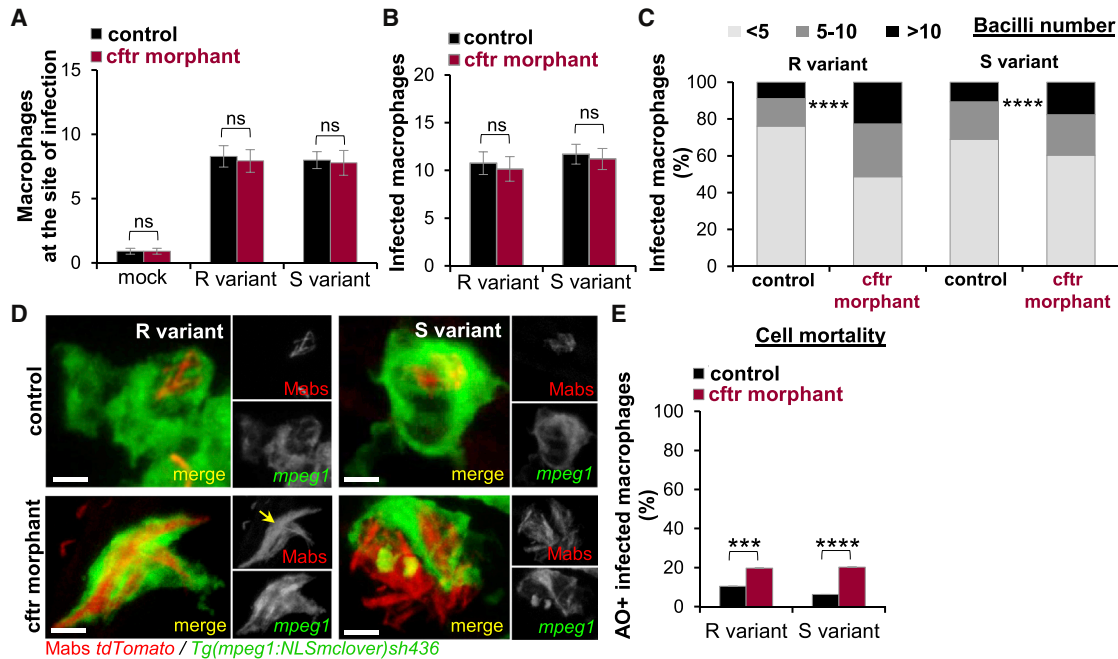 A
control
cftr morphant
Macrophages
at the site of infection
15
10
5
0
ns
ns
ns
mock
R variant
S variant
B
control
cftr morphant
Infected macrophages
20
15
10
5
0
ns
ns
R variant
S variant
C
<5
5-10
>10
Bacilli number
R variant
S variant
Infected macrophages
(%)
100
80
60
40
20
0
****
****
control
cftr
morphant
control
cftr
morphant
D
R variant
S variant
control
merge
Mabs
mpeg1
merge
Mabs
mpeg1
cftr morphant
merge
Mabs
mpeg1
merge
Mabs
mpeg1
Mabs tdTomato / Tg(mpeg1:NLSmclover)sh436
E
Cell mortality
control
cftr morphant
AO+ infected macrophages
(%)
100
80
60
40
20
0
***
****
R variant
S variant